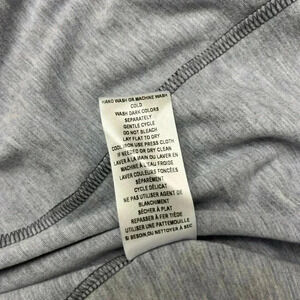 HAND WASH OR MACHINE WASH
COLD
WASH DARK COLORS
SEPARATELY
GENTLE CYCLE
DO NOT BLEACH
LAY FLAT TO DRY
COOL IRON USE PRESS CLOTH
IF NEEDED OR DRY CLEAN
LAVER À LA MAIN OU LAVER EN
MACHINE À L'EAU FROIDE
LAVER COULEURS FONCÉES
SÉPARÉMENT
CYCLE DÉLICAT
NE PAS UTILISER AGENT DE
BLANCHIMENT
SÉCHER À PLAT
REPASSER À FER TIÈDE
UTILISER UNE PATTEMOUILLE
SI BESOIN, OU NETTOYER À SEC